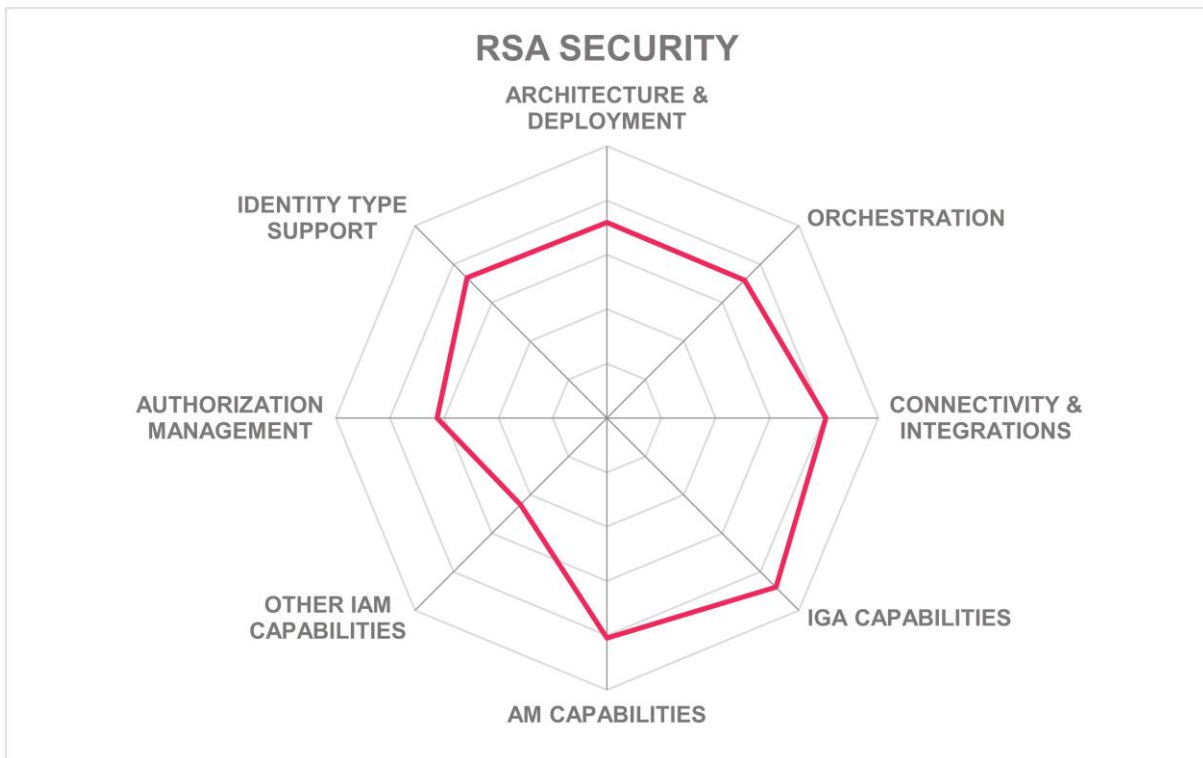 RSA SECURITY
ARCHITECTURE &
DEPLOYMENT
IDENTITY TYPE
SUPPORT
ORCHESTRATION
AUTHORIZATION
MANAGEMENT
CONNECTIVITY &
INTEGRATIONS
OTHER IAM
CAPABILITIES
IGA CAPABILITIES
AM CAPABILITIES